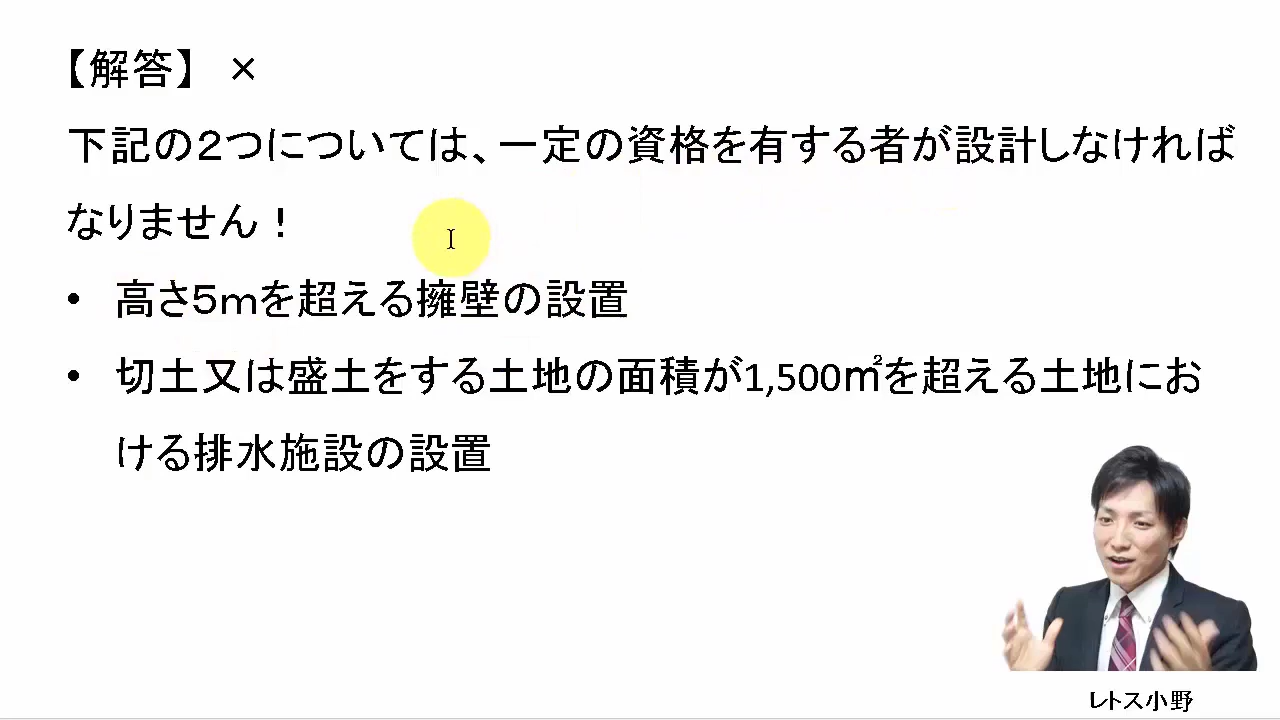 【解答】 ×
下記の２つについては、一定の資格を有する者が設計しなければ
なりません！
• 高さ５ｍを超える擁壁の設置
• 切土又は盛土をする土地の面積が1,500㎡を超える土地にお
ける排水施設の設置
レトス小野